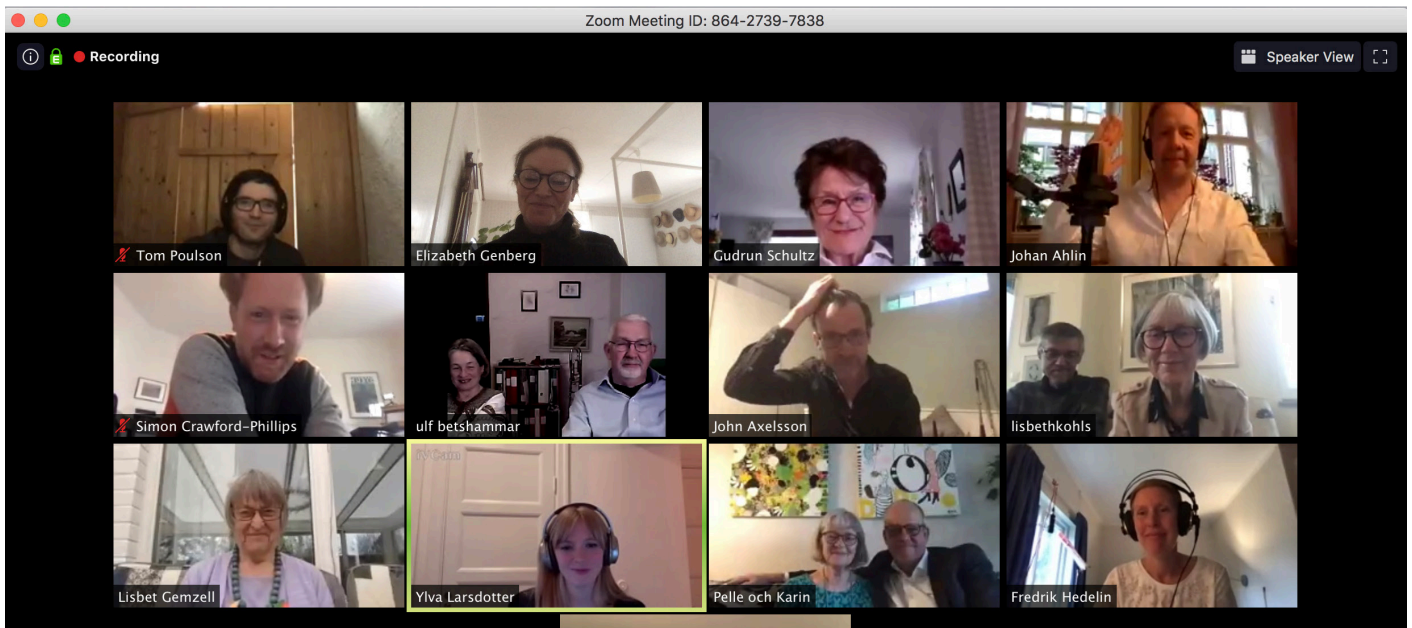 Zoom Meeting ID: 864-2739-7838
Recording
Speaker View
Tom Poulson
Elizabeth Genberg
Gudrun Schultz
Johan Ahlin
Simon Crawford-Phillips
ulf betshammar
John Axelsson
lisbethkohls
iVCam
Lisbet Gemzell
Ylva Larsdotter
Pelle och Karin
Fredrik Hedelin